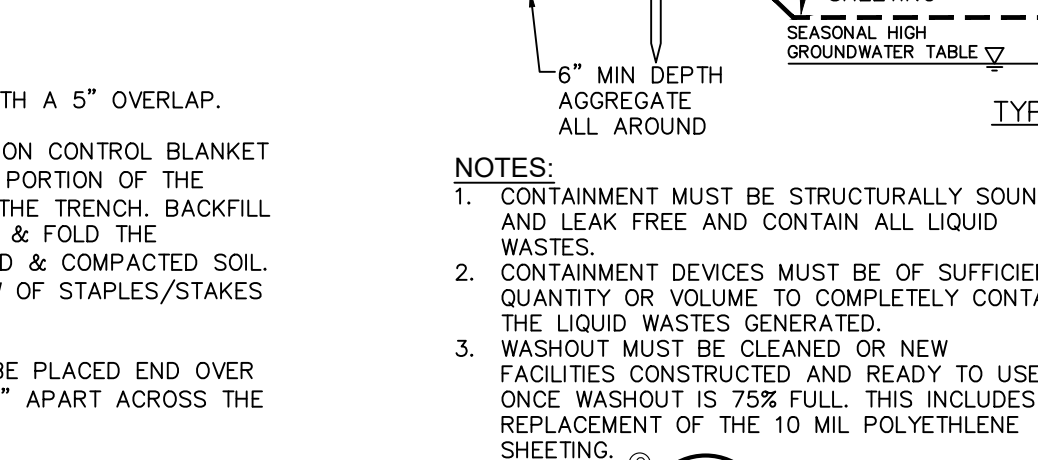 TH A 5" OVERLAP.
ON CONTROL BLANKET
PORTION OF THE
THE TRENCH. BACKFILL
& FOLD THE
D & COMPACTED SOIL.
OF STAPLES/STAKES
BE PLACED END OVER
" APART ACROSS THE
SEASONAL HIGH
GROUNDWATER TABLE
6" MIN DEPTH
AGGREGATE
ALL AROUND
TYP
NOTES:
1. CONTAINMENT MUST BE STRUCTURALLY SOUN
AND LEAK FREE AND CONTAIN ALL LIQUID
WASTES.
2. CONTAINMENT DEVICES MUST BE OF SUFFICIE
QUANTITY OR VOLUME TO COMPLETELY CONTA
THE LIQUID WASTES GENERATED.
3. WASHOUT MUST BE CLEANED OR NEW
FACILITIES CONSTRUCTED AND READY TO USE
ONCE WASHOUT IS 75% FULL. THIS INCLUDES
REPLACEMENT OF THE 10 MIL POLYETHLENE
SHEETING.